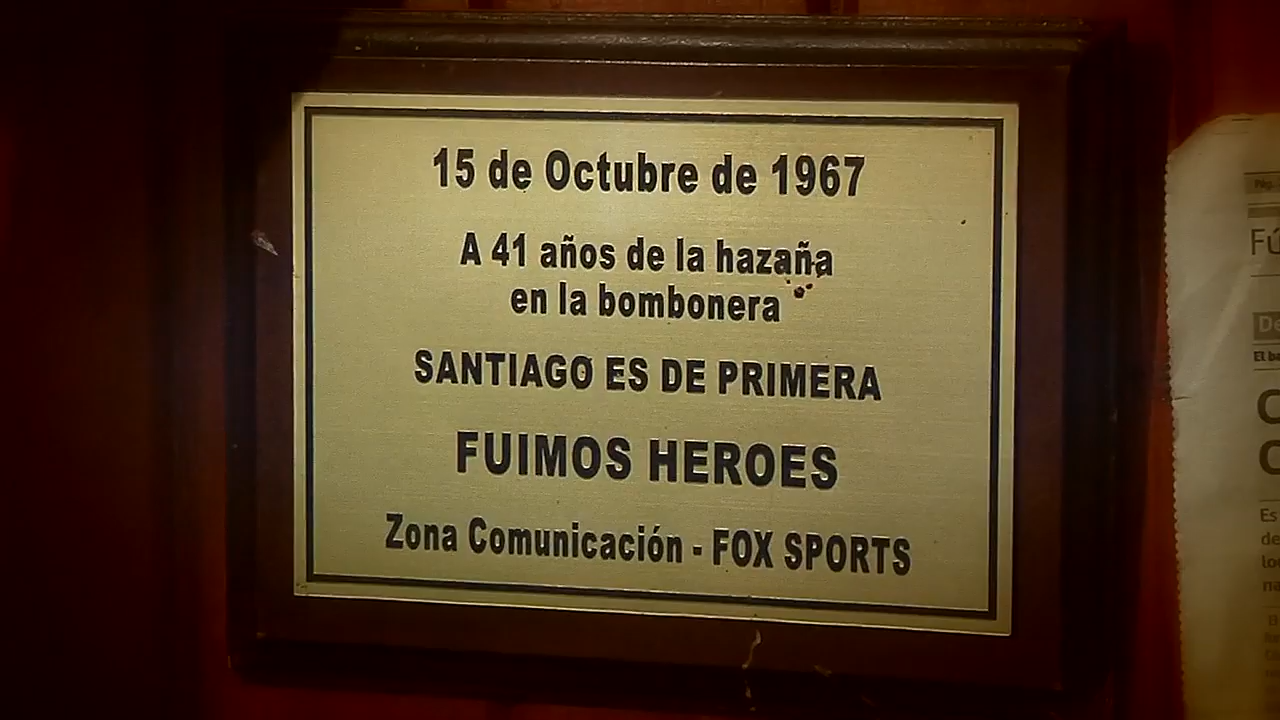 15 de Octubre de 1967
A 41 años de la hazaña
en la bombonera
SANTIAGO ES DE PRIMERA
FUIMOS HEROES
Zona Comunicación - FOX SPORTS